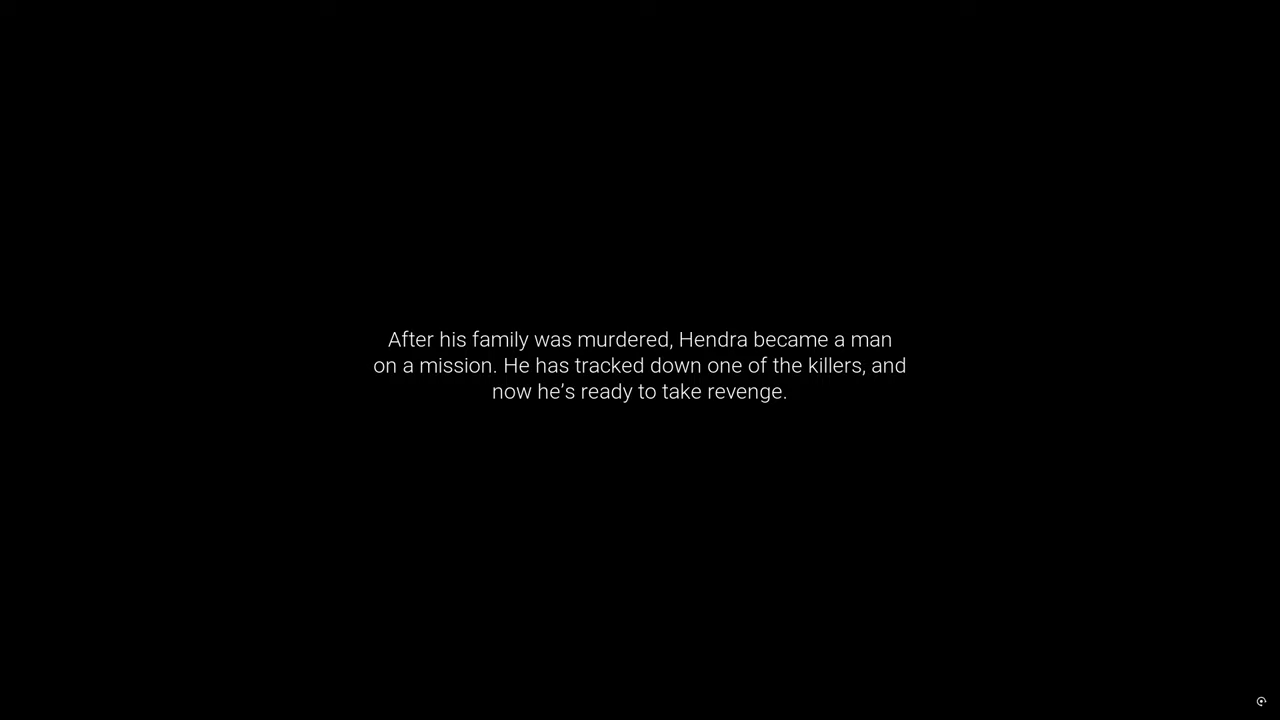 After his family was murdered, Hendra became a man
on a mission. He has tracked down one of the killers, and
now he’s ready to take revenge.